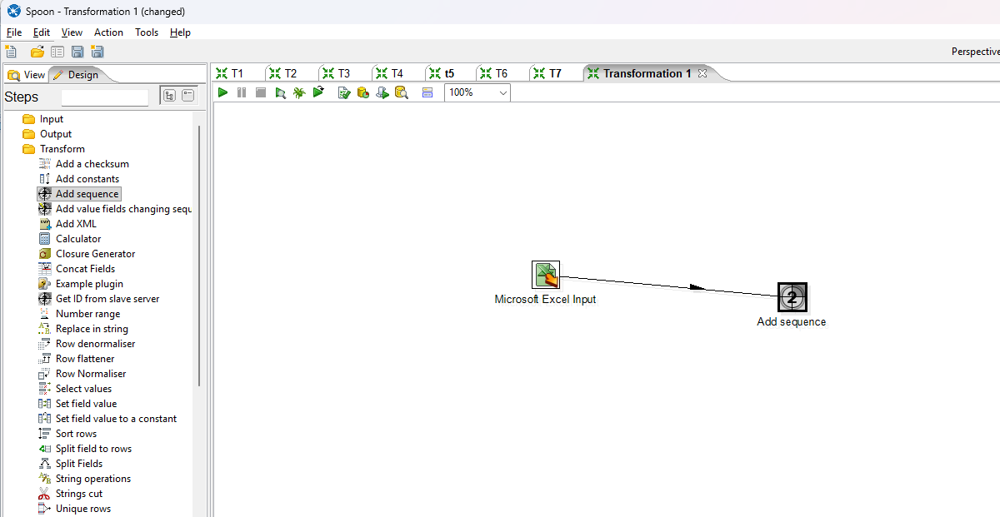 Spoon - Transformation 1 (changed)
File Edit View Action Tools Help
Perspective
T1 T2 T3 T4 t5 T6 T7 Transformation 1
View Design
100%
Steps
Input
Output
Transform
Add a checksum
Add constants
Add sequence
Add value fields changing sequ
Add XML
Calculator
Closure Generator
Concat Fields
Example plugin
Get ID from slave server
Number range
Replace in string
Row denormaliser
Row flattener
Row Normaliser
Select values
Set field value
Set field value to a constant
Sort rows
Split field to rows
Split Fields
String operations
Strings cut
Unique rows
Microsoft Excel Input
2
Add sequence